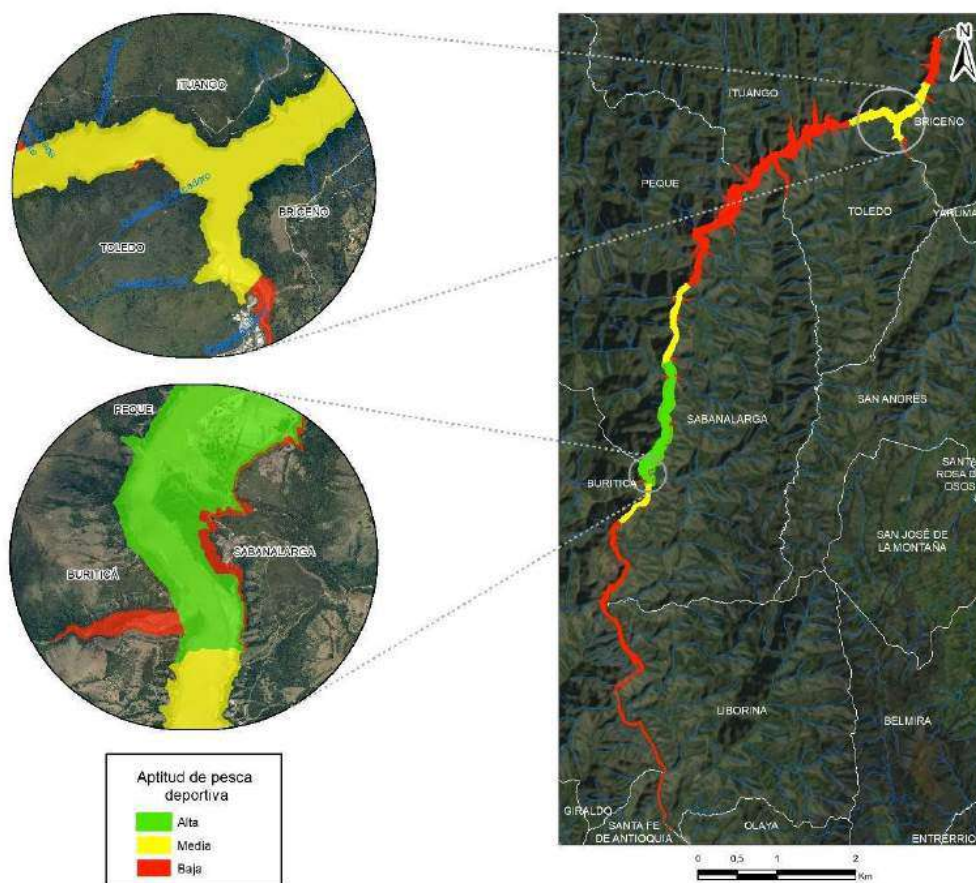 ITUANGO
BRICEÑO
TOLEDO
PEQUE
SABANALARGA
BURITICÁ
Aptitud de pesca
deportiva
Alta
Media
Baja
N
ITUANGO
BRICEÑO
PEQUE
TOLEDO
YARUMAL
SAN ANDRES
SABANALARGA
SANTA
ROSA DE
OSOS
BURITICÁ
SAN JOSÉ DE
LA MONTAÑA
LIBORINA
BELMIRA
GIRALDO
SANTA FE
DE ANTIOQUIA
OLAYA
ENTRERRÍO
0 0,5 1 2
Km